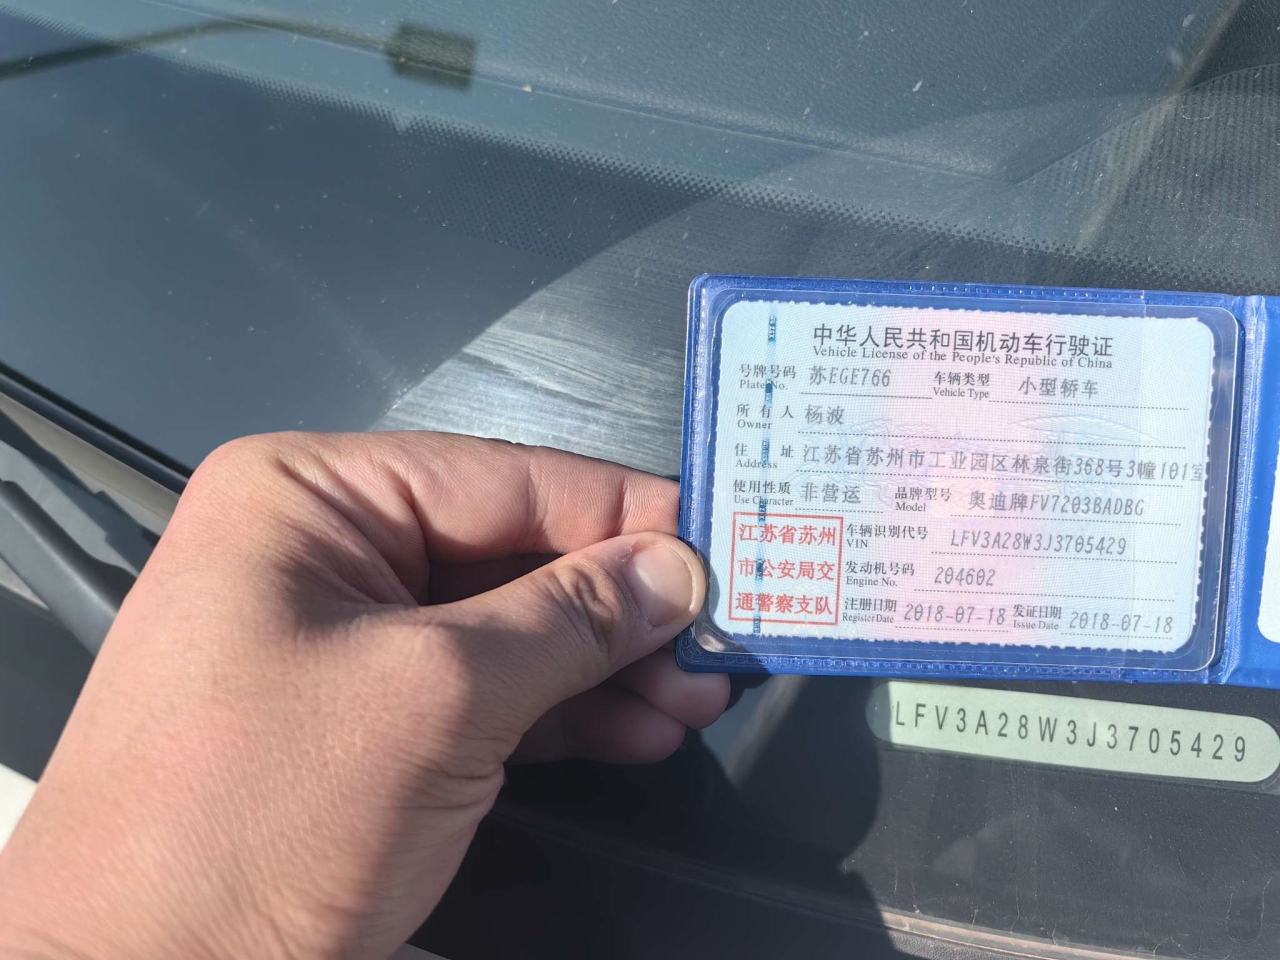 中华人民共和国机动车行驶证
Vehicle License of the People's Republic of China
号牌号码 苏EGE766 车辆类型 小型轿车
Plate No. Vehicle Type
所有人 杨波
Owner
住址 江苏省苏州市工业园区林泉街368号3幢101室
Address
使用性质 非营运 品牌型号 奥迪牌FV7203BADBG
Use Character Model
江苏省苏州
市公安局交
通警察支队
车辆识别代号 LFV3A28W3J3705429
VIN
发动机号码 204602
Engine No.
注册日期 2018-07-18 发证日期 2018-07-18
Register Date Issue Date
LFV3A28W3J3705429